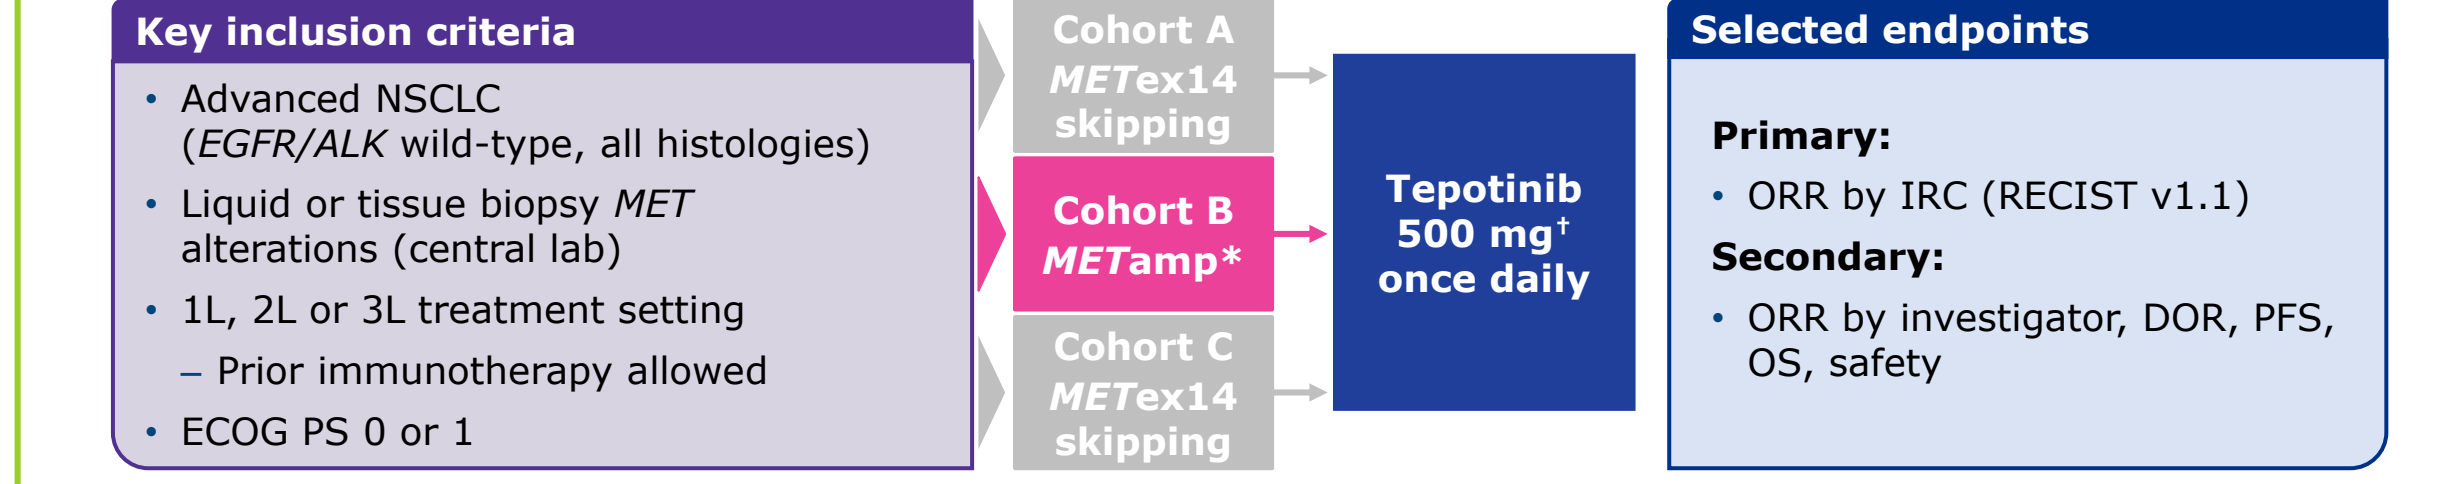 Key inclusion criteria
• Advanced NSCLC
(EGFR/ALK wild-type, all histologies)
• Liquid or tissue biopsy MET
alterations (central lab)
• 1L, 2L or 3L treatment setting
– Prior immunotherapy allowed
• ECOG PS 0 or 1
Cohort A
METex14
skipping
Cohort B
METamp*
Cohort C
METex14
skipping
Tepotinib
500 mg†
once daily
Selected endpoints
Primary:
• ORR by IRC (RECIST v1.1)
Secondary:
• ORR by investigator, DOR, PFS,
OS, safety